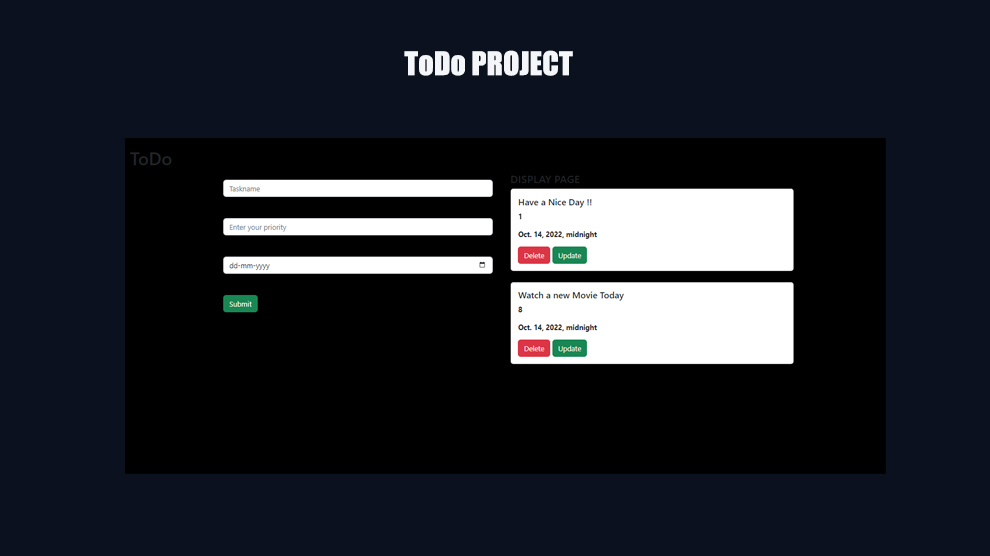 ToDo PROJECT
ToDo
Taskname
Enter your priority
dd-mm-yyyy
Submit
DISPLAY PAGE
Have a Nice Day !!
1
Oct. 14, 2022, midnight
Delete Update
Watch a new Movie Today
8
Oct. 14, 2022, midnight
Delete Update